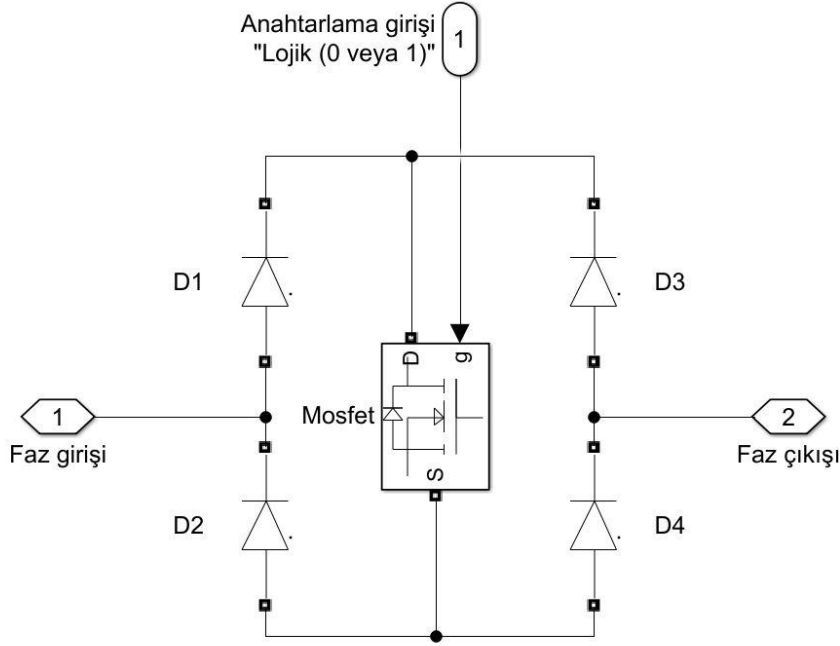 Anahtarlama girişi
"Lojik (0 veya 1)"
1
D1
D3
D
g
Mosfet
S
1
Faz girişi
2
Faz çıkışı
D2
D4